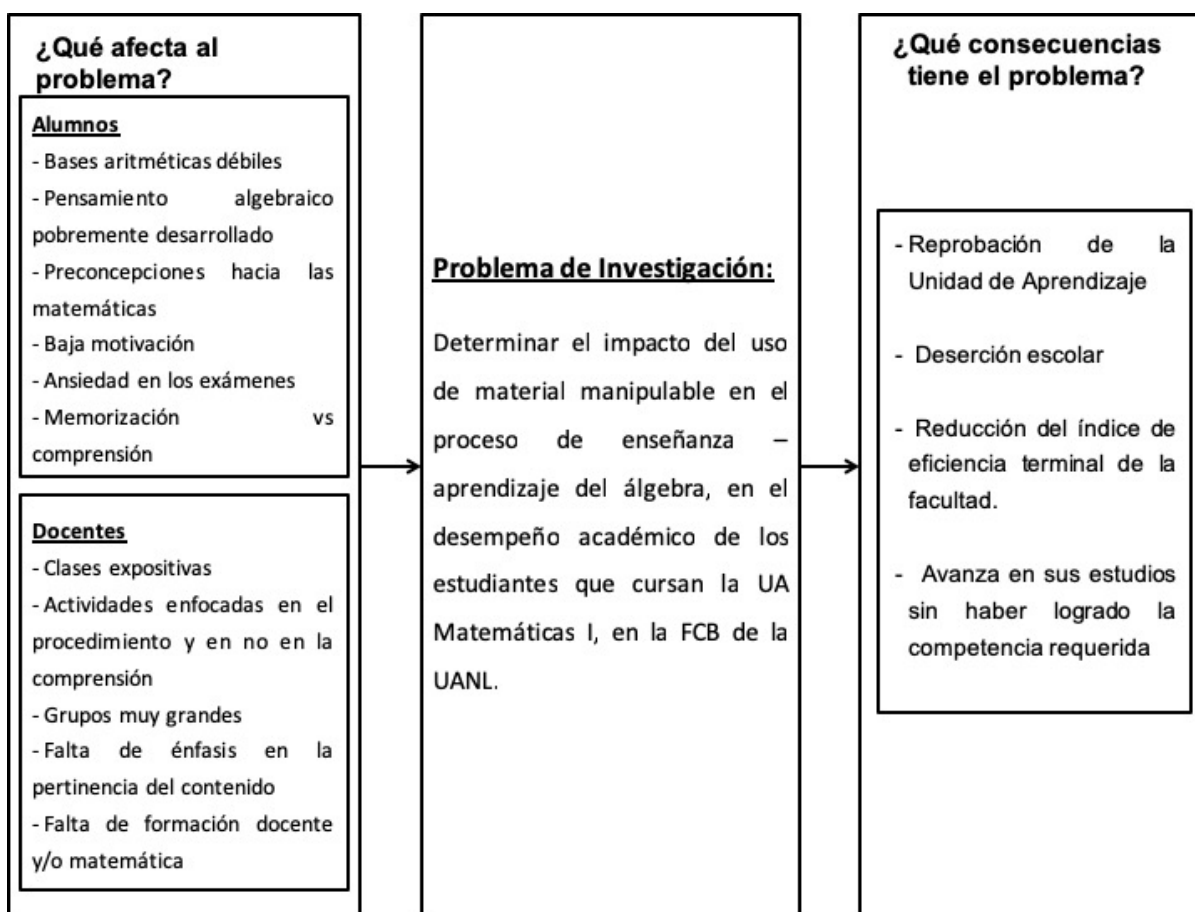 ¿Qué afecta al
problema?
Alumnos
- Bases aritméticas débiles
- Pensamiento algebraico
pobremente desarrollado
- Preconcepciones hacia las
matemáticas
- Baja motivación
- Ansiedad en los exámenes
- Memorización vs
comprensión
Docentes
- Clases expositivas
- Actividades enfocadas en el
procedimiento y en no en la
comprensión
- Grupos muy grandes
- Falta de énfasis en la
pertinencia del contenido
- Falta de formación docente
y/o matemática
Problema de Investigación:
Determinar el impacto del uso
de material manipulable en el
proceso de enseñanza –
aprendizaje del álgebra, en el
desempeño académico de los
estudiantes que cursan la UA
Matemáticas I, en la FCB de la
UANL.
¿Qué consecuencias
tiene el problema?
- Reprobación de la
Unidad de Aprendizaje
- Deserción escolar
- Reducción del índice de
eficiencia terminal de la
facultad.
- Avanza en sus estudios
sin haber logrado la
competencia requerida